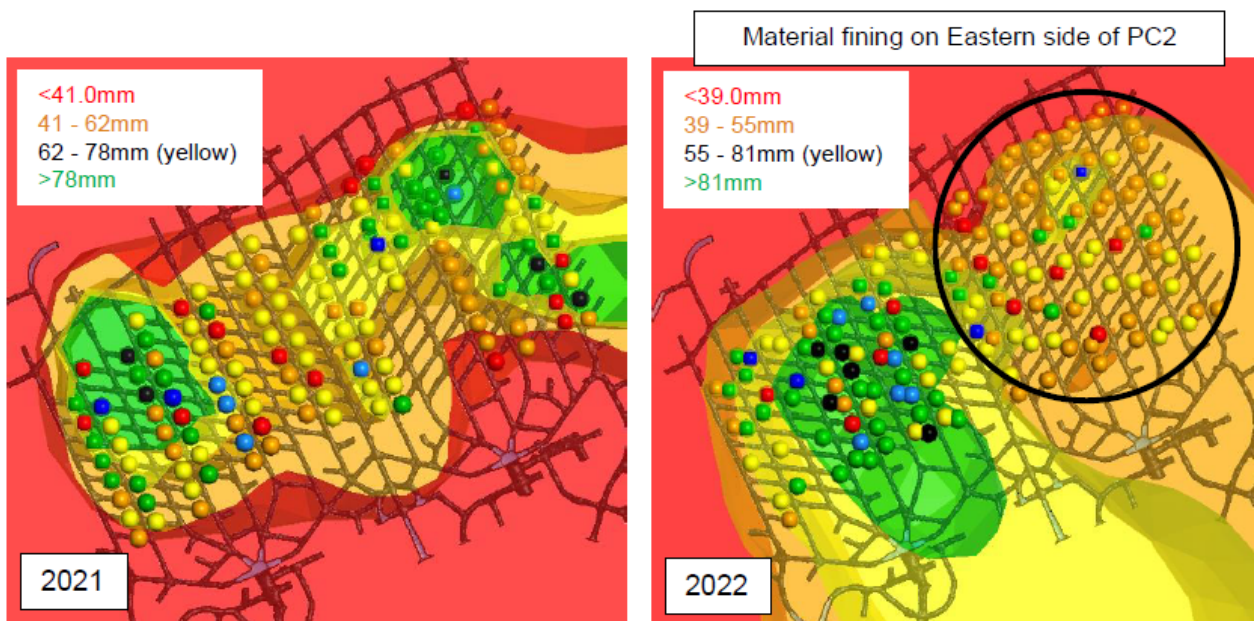 Material fining on Eastern side of PC2
<41.0mm
41 - 62mm
62 - 78mm (yellow)
>78mm
2021
<39.0mm
39 - 55mm
55 - 81mm (yellow)
>81mm
2022